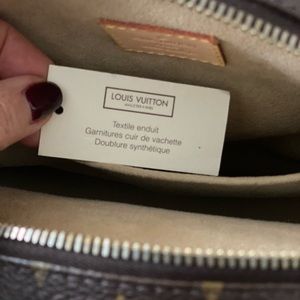 LOUIS VUITTON
Textile enduit
Garnitures cuir de vachette
Doublure synthétique